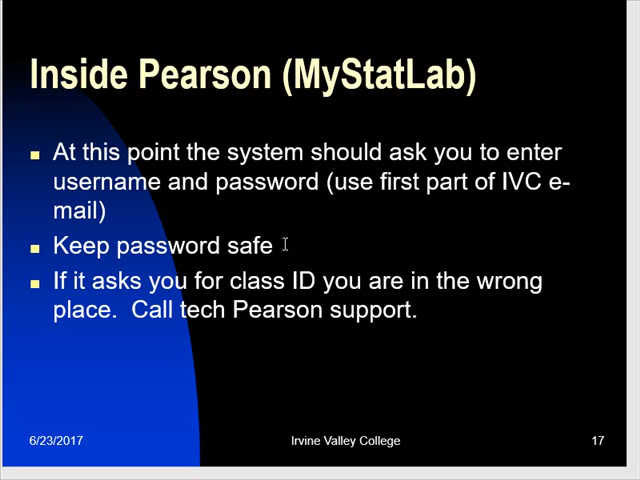 Inside Pearson (MyStatLab)
At this point the system should ask you to enter
username and password (use first part of IVC e-
mail)
Keep password safe
If it asks you for class ID you are in the wrong
place.  Call tech Pearson support.
6/23/2017
Irvine Valley College
17